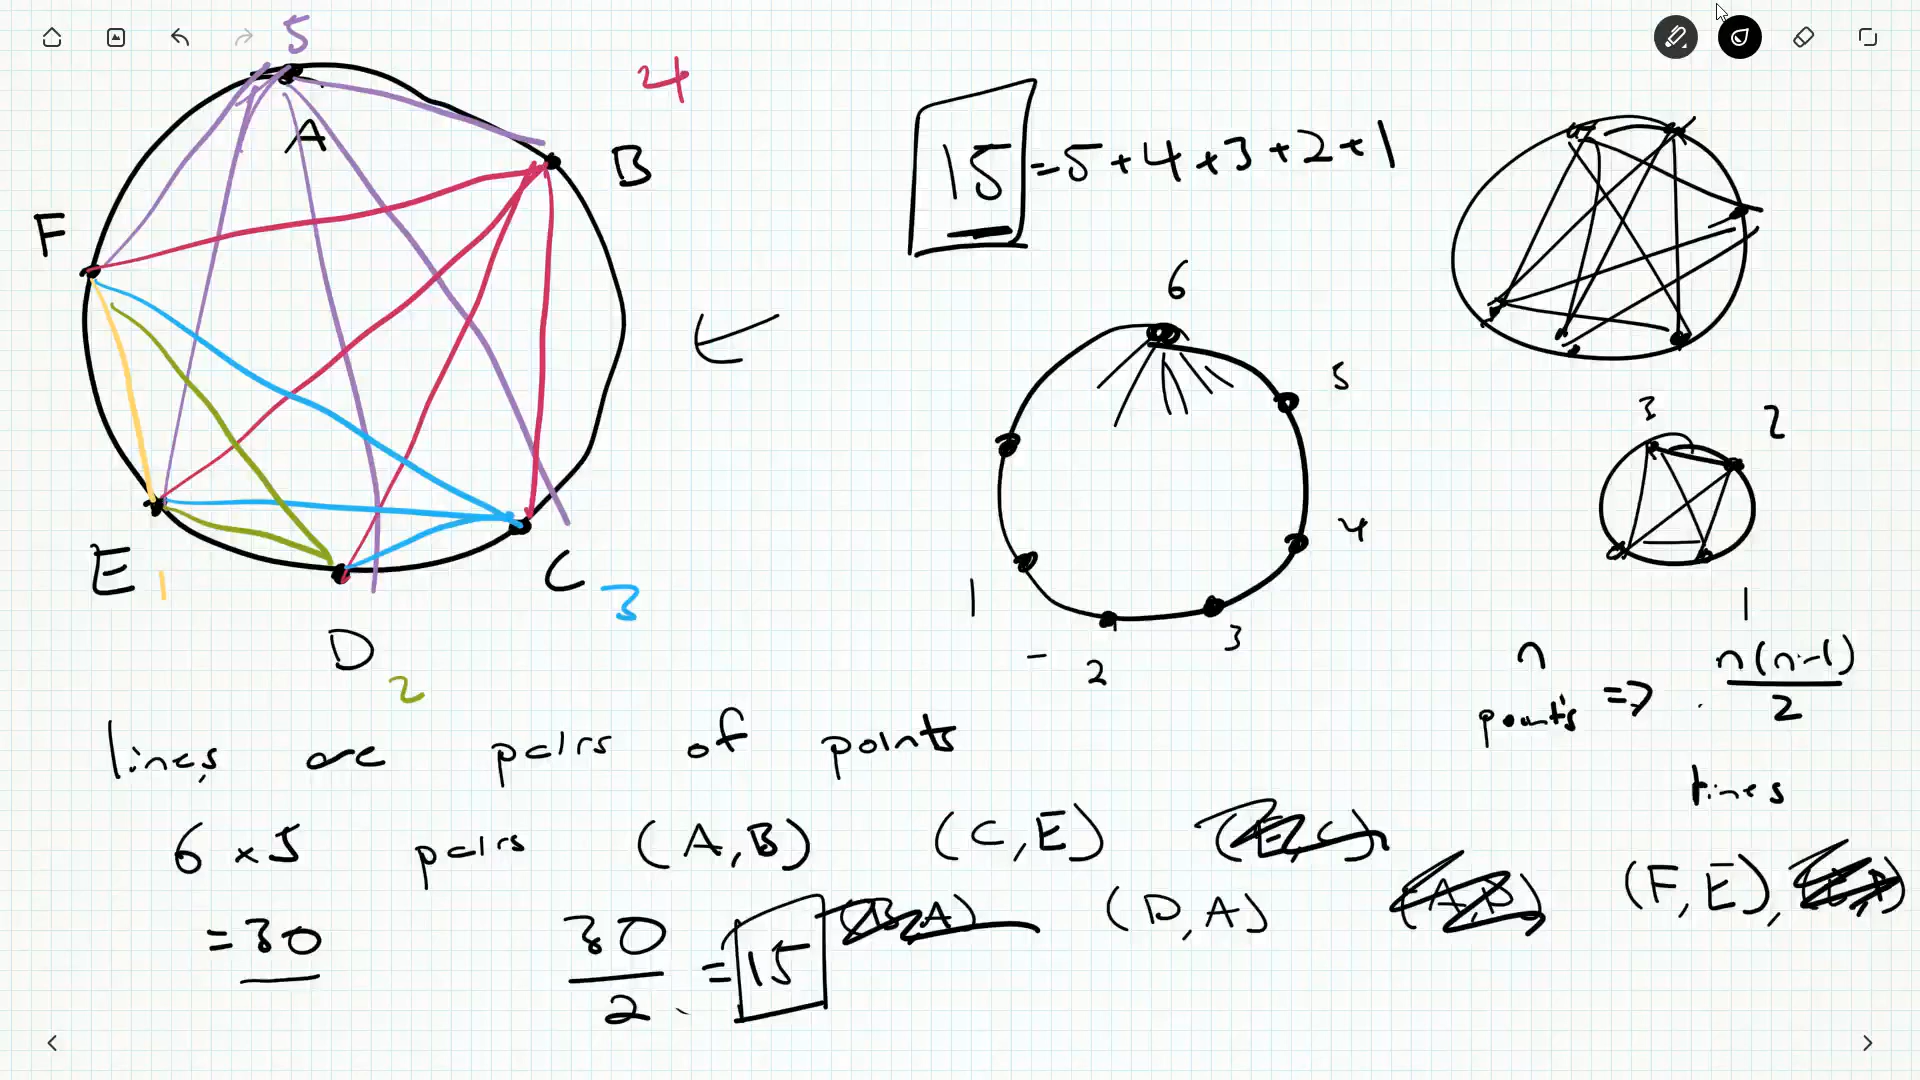 5
4
A
B
F
15 = 5 + 4 + 3 + 2 + 1
6
5
4
3
2
1
3
2
1
E 1
D
2
C 3
n points => n(n-1)/2
lines
lines are pairs of points
6 x 5 pairs (A,B) (C,E) (E,C)
= 30
30/2 = 15
(B,A) (D,A) (A,D) (F,E),